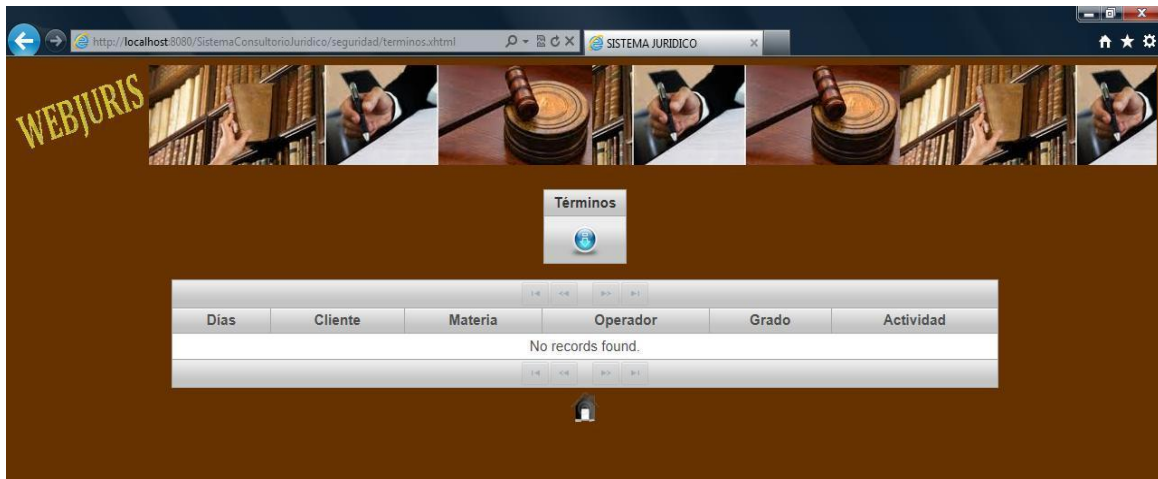 http://localhost:8080/SistemaConsultorioJuridico/seguridad/terminos.xhtml
SISTEMA JURIDICO
WEBJURIS
Términos
Días Cliente Materia Operador Grado Actividad
No records found.